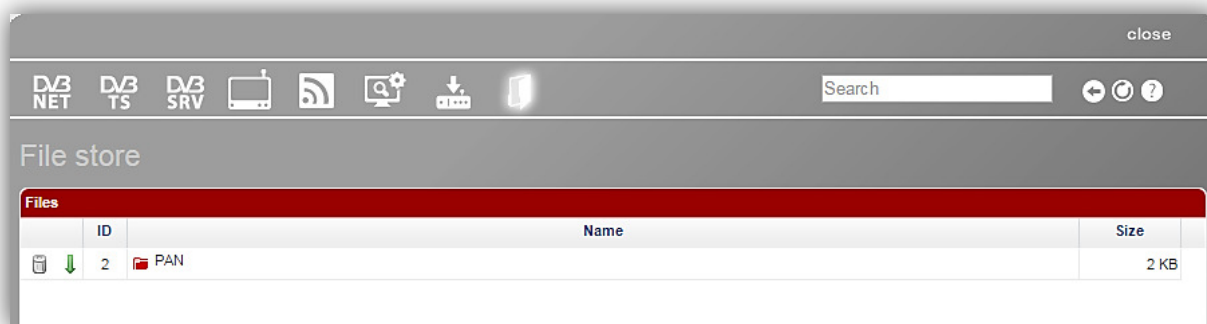 close
DVB NET DVB TS DVB SRV Search ?
File store
Files
ID Name Size
2 PAN 2 KB